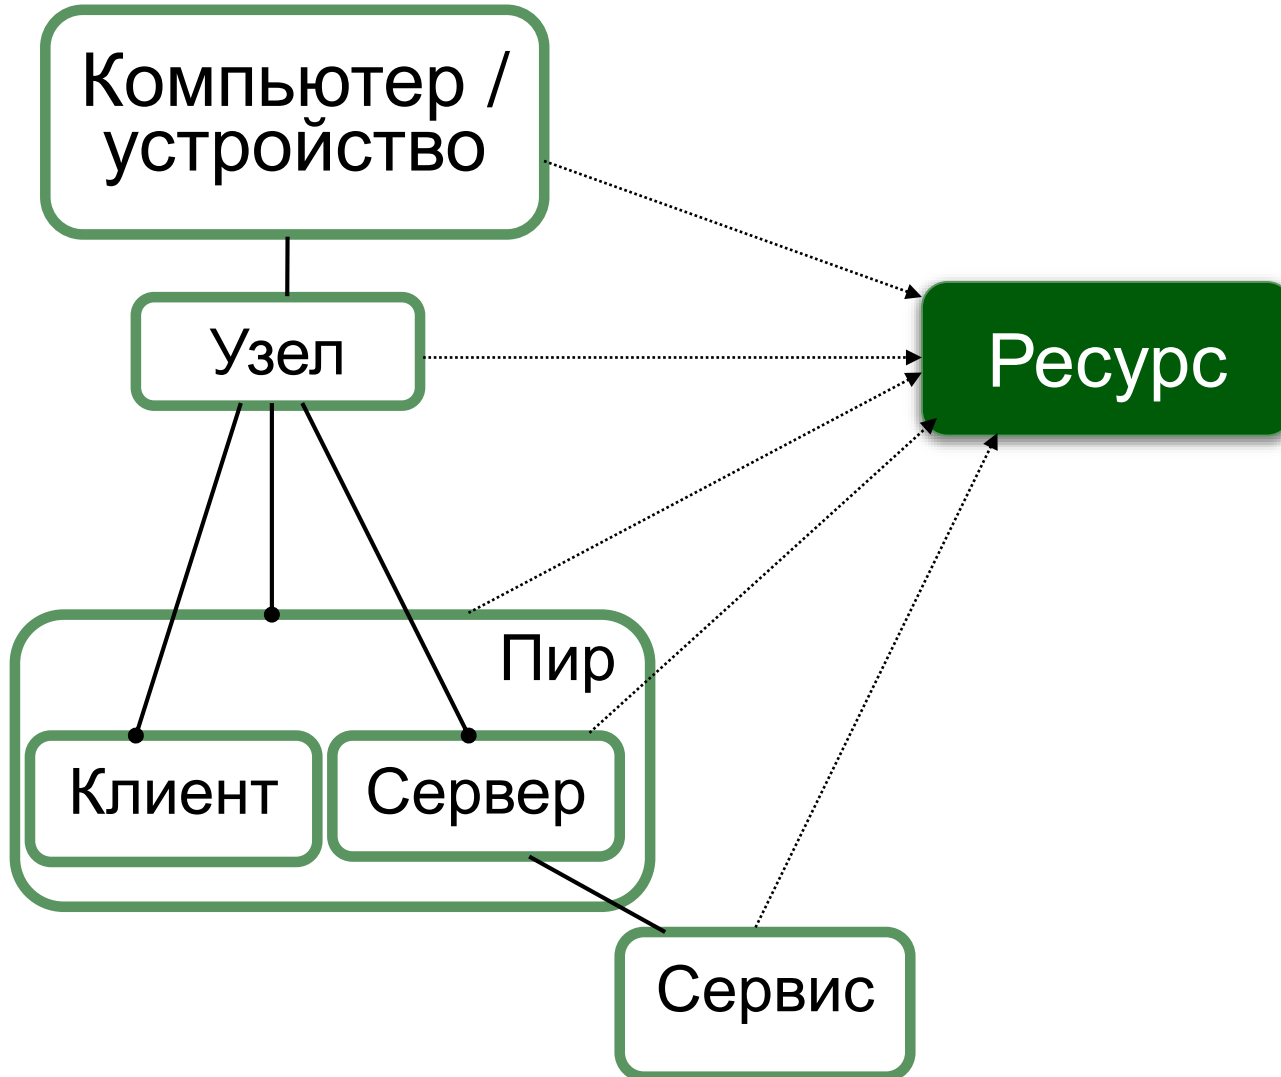 Компьютер /
устройство
Узел
Ресурс
Пир
Клиент
Сервер
Сервис